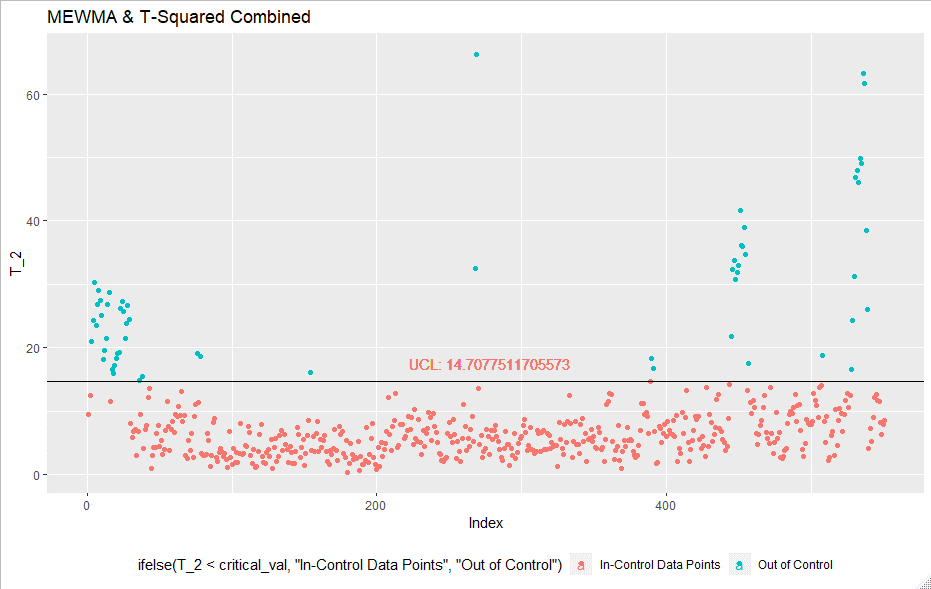 MEWMA & T-Squared Combined
60
40
20
0
T_2
UCL: 14.7077511705573
0
200
400
Index
ifelse(T_2 < critical_val, "In-Control Data Points", "Out of Control") a In-Control Data Points a Out of Control